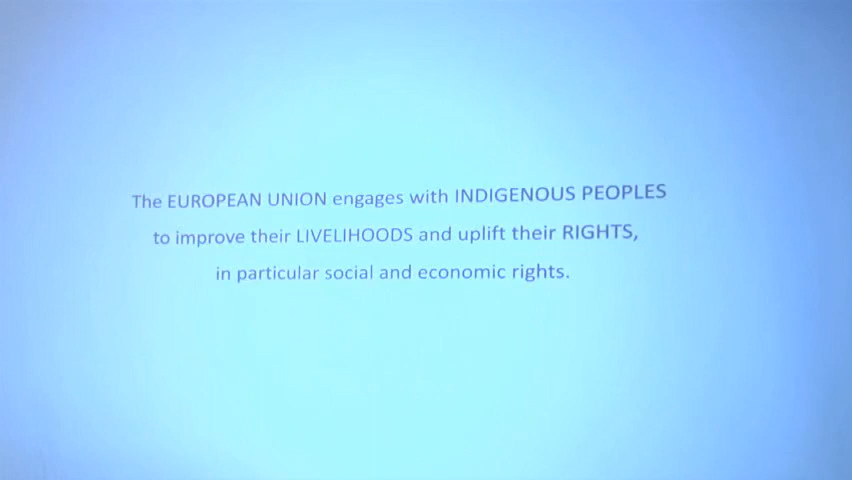 The EUROPEAN UNION engages with INDIGENOUS PEOPLES
to improve their LIVELIHOODS and uplift their RIGHTS,
in particular social and economic rights.